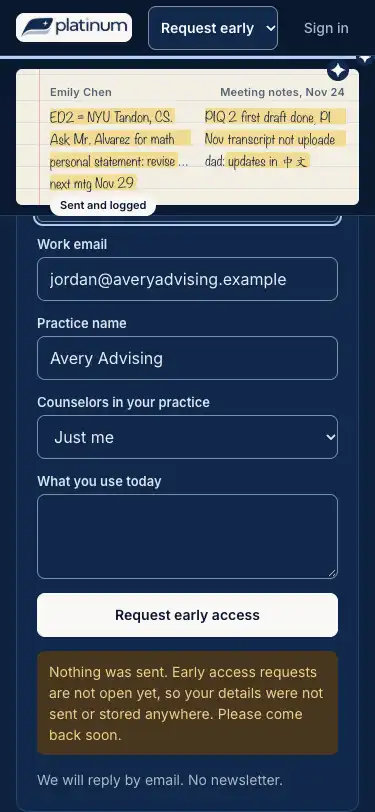 platinum
Request early
Sign in
Emily Chen
Meeting notes, Nov 24
ED2 = NYU Tandon, CS.
Ask Mr. Alvarez for math
personal statement: revise ...
next mtg Nov 29
PIQ 2 first draft done, PI
Nov transcript not uploade
dad: updates in 中文
Sent and logged
Work email
jordan@averyadvising.example
Practice name
Avery Advising
Counselors in your practice
Just me
What you use today
Request early access
Nothing was sent. Early access requests
are not open yet, so your details were not
sent or stored anywhere. Please come
back soon.
We will reply by email. No newsletter.